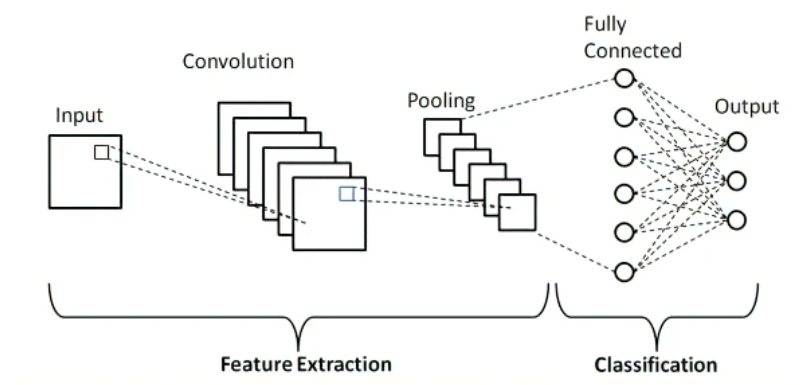 Input
Convolution
Pooling
Fully
Connected
Output
Feature Extraction
Classification